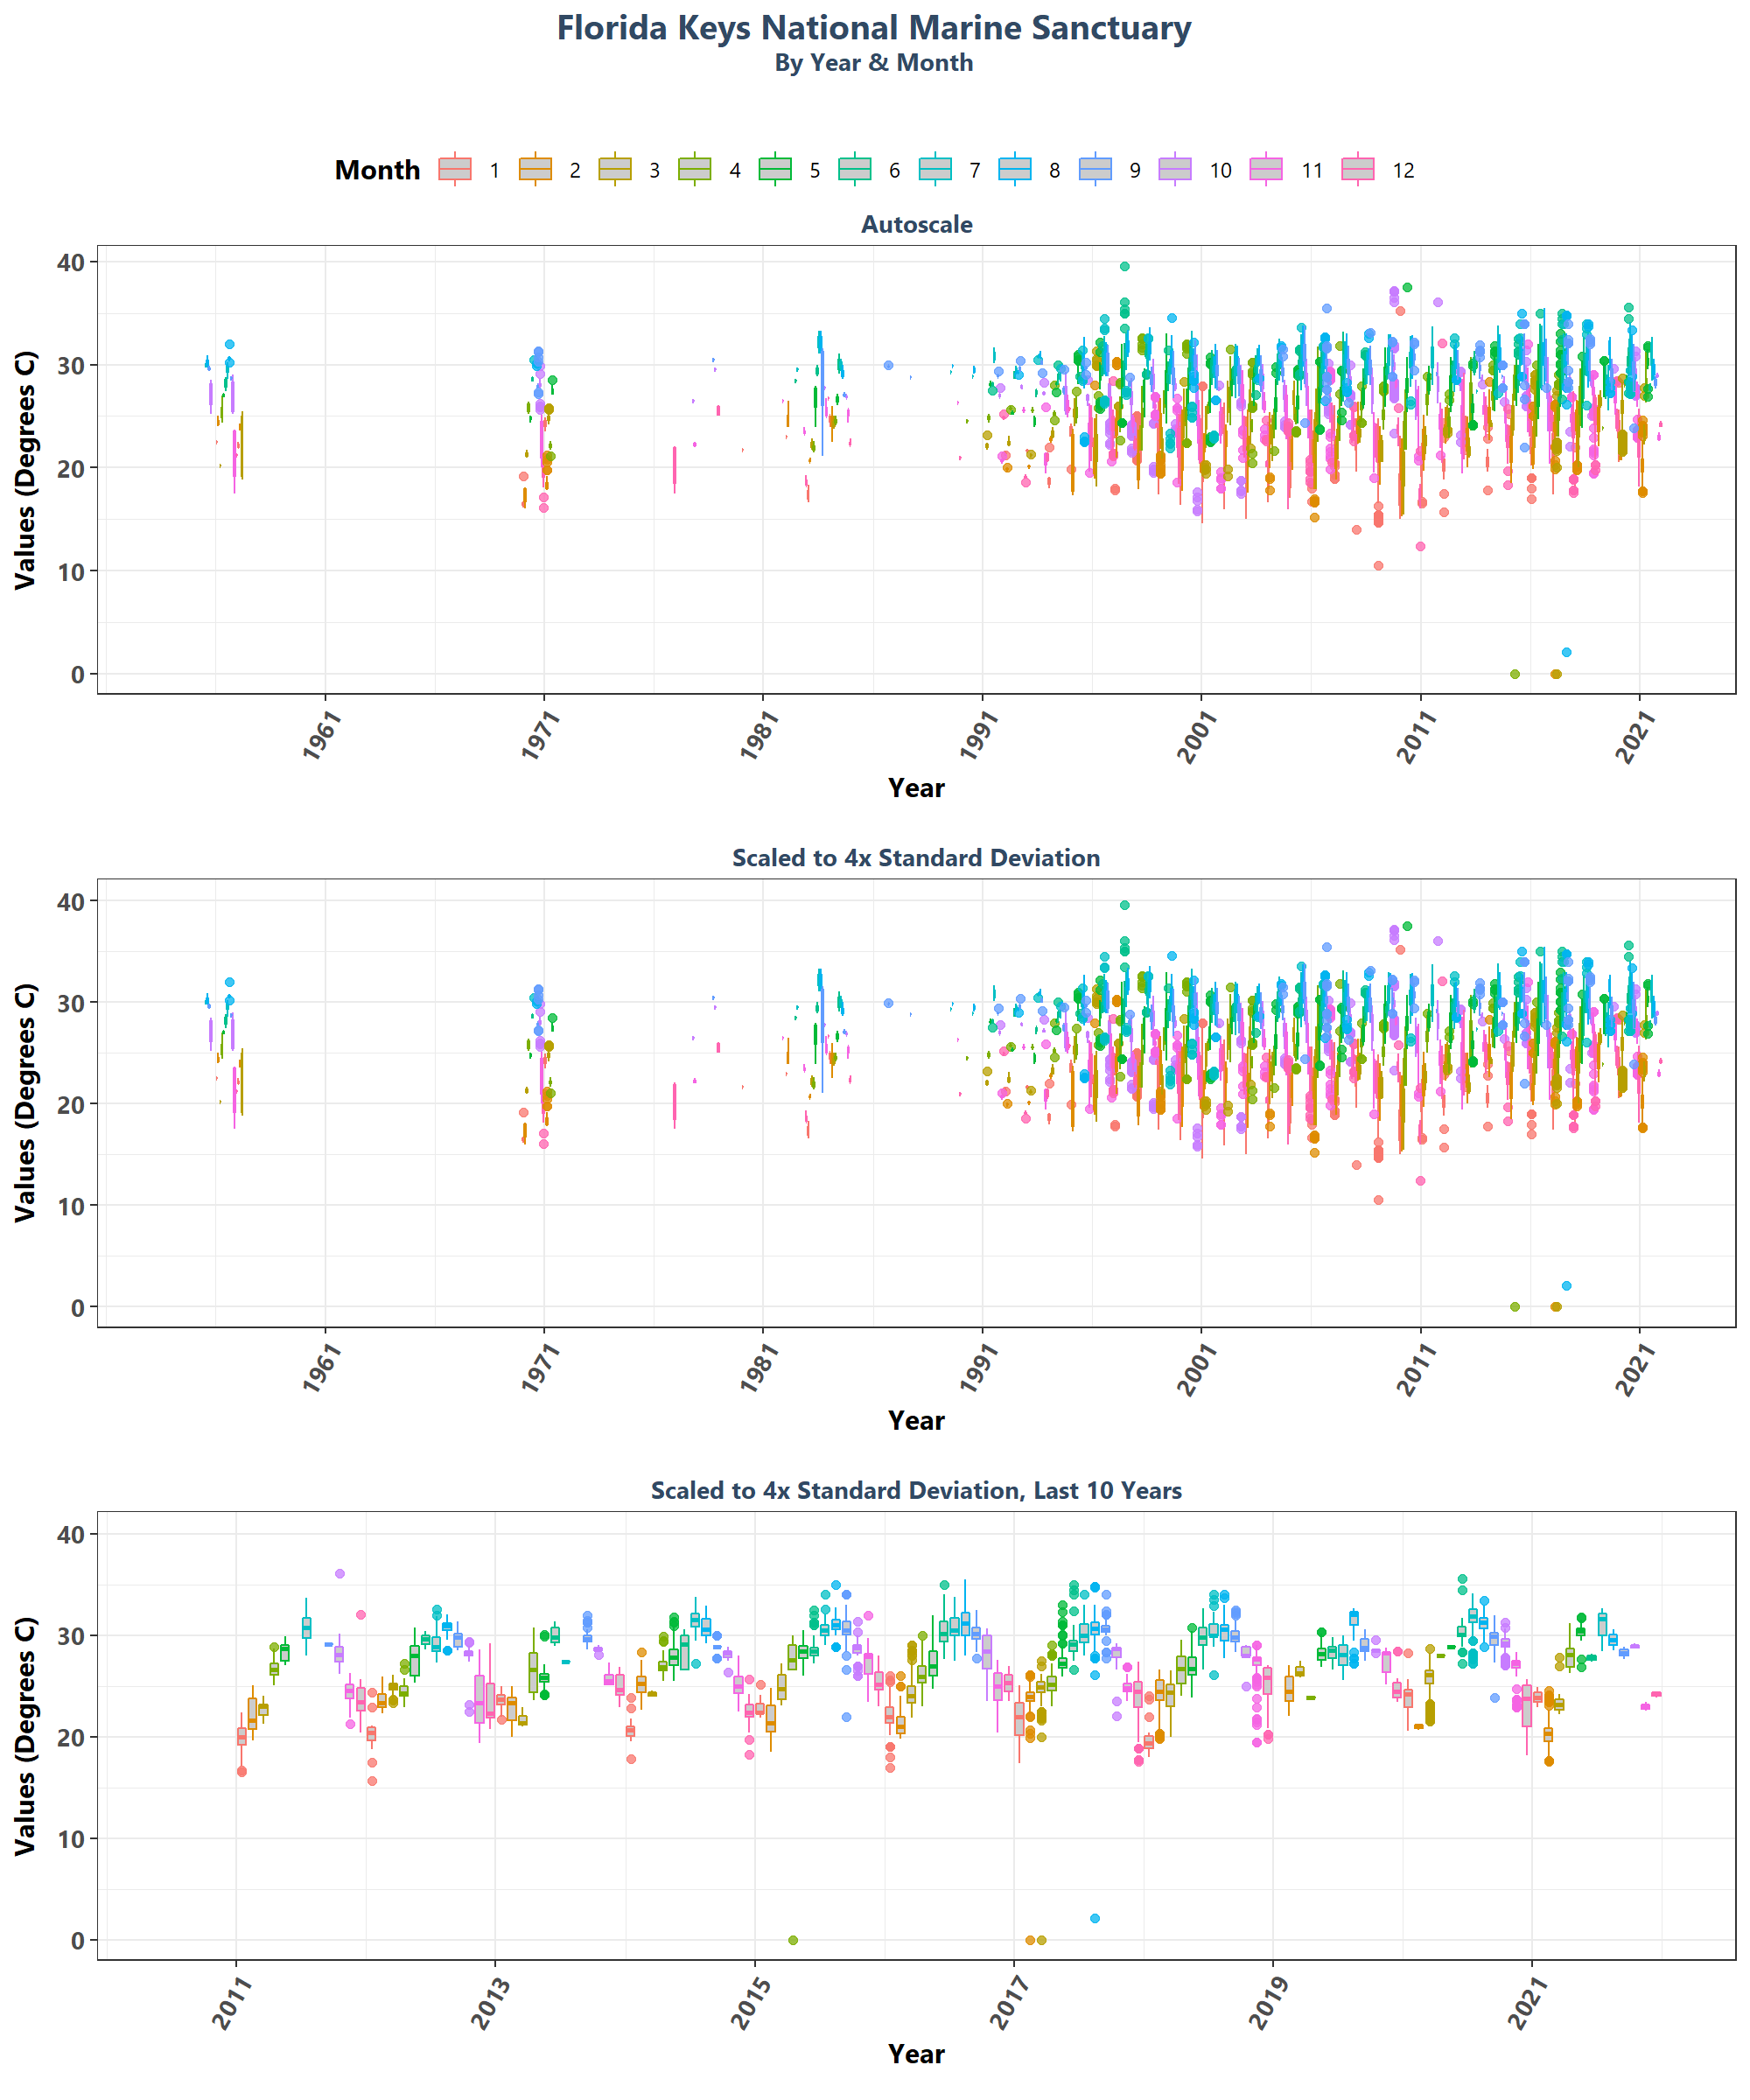 Florida Keys National Marine Sanctuary
By Year & Month
Month 1 2 3 4 5 6 7 8 9 10 11 12
Autoscale
Values (Degrees C)
40
30
20
10
0
1961 1971 1981 1991 2001 2011 2021
Year
Scaled to 4x Standard Deviation
Values (Degrees C)
40
30
20
10
0
1961 1971 1981 1991 2001 2011 2021
Year
Scaled to 4x Standard Deviation, Last 10 Years
Values (Degrees C)
40
30
20
10
0
2011 2013 2015 2017 2019 2021
Year